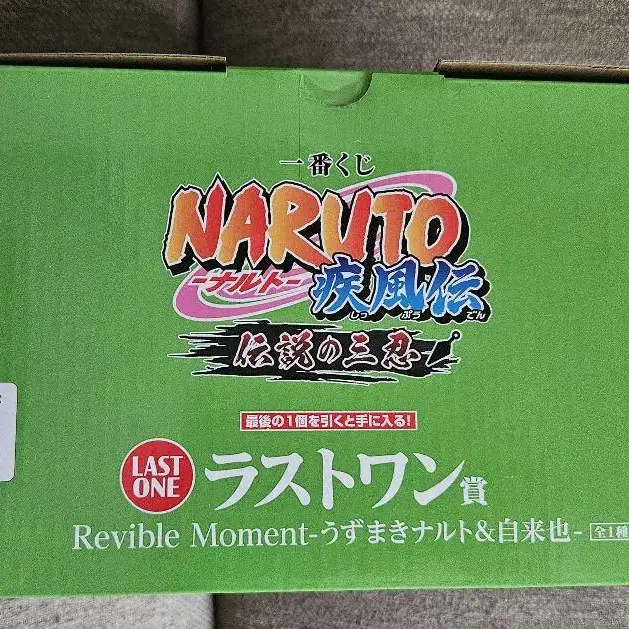 一番くじ
NARUTO
-ナルト-
疾風伝
しっ ぷう でん
伝説の三忍
最後の1個を引くと手に入る!
LAST
ONE
ラストワン賞
Revible Moment-うずまきナルト&自来也- 全1種